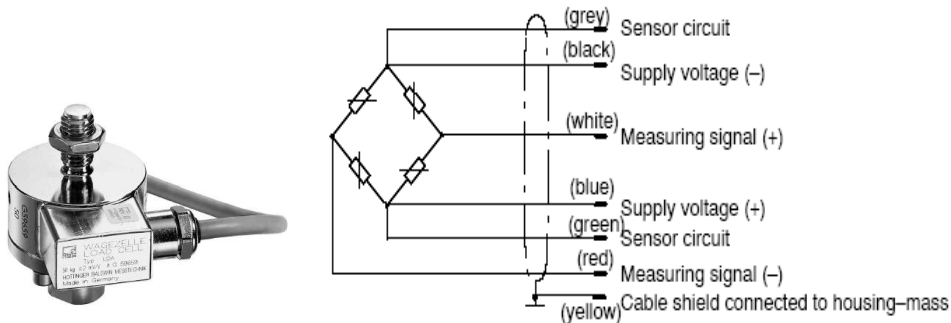 (grey) Sensor circuit
(black)
Supply voltage (–)
(white)
Measuring signal (+)
(blue)
Supply voltage (+)
(green)
Sensor circuit
(red)
Measuring signal (–)
Cable shield connected to housing–mass
(yellow)
WAGEZELLE
LOAD CELL
HOTTINGER BALDWIN MESSTECHNIK
Made in Germany